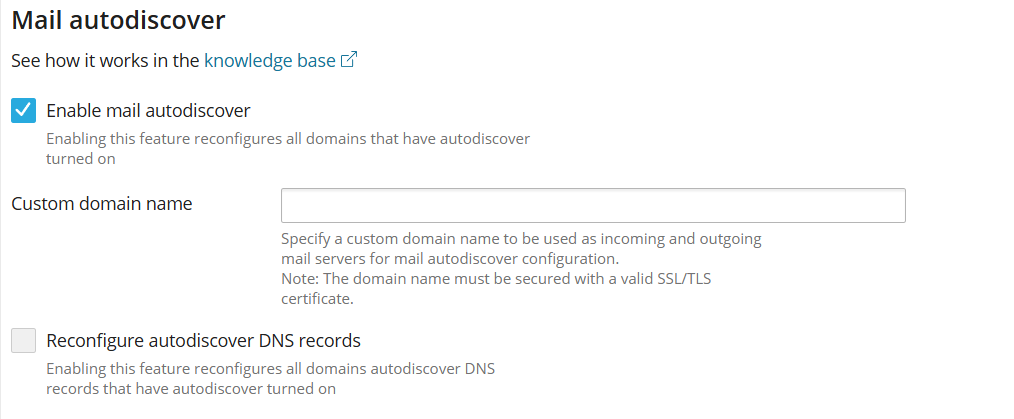 Mail autodiscover
See how it works in the knowledge base
Enable mail autodiscover
Enabling this feature reconfigures all domains that have autodiscover
turned on
Custom domain name
Specify a custom domain name to be used as incoming and outgoing
mail servers for mail autodiscover configuration.
Note: The domain name must be secured with a valid SSL/TLS
certificate.
Reconfigure autodiscover DNS records
Enabling this feature reconfigures all domains autodiscover DNS
records that have autodiscover turned on